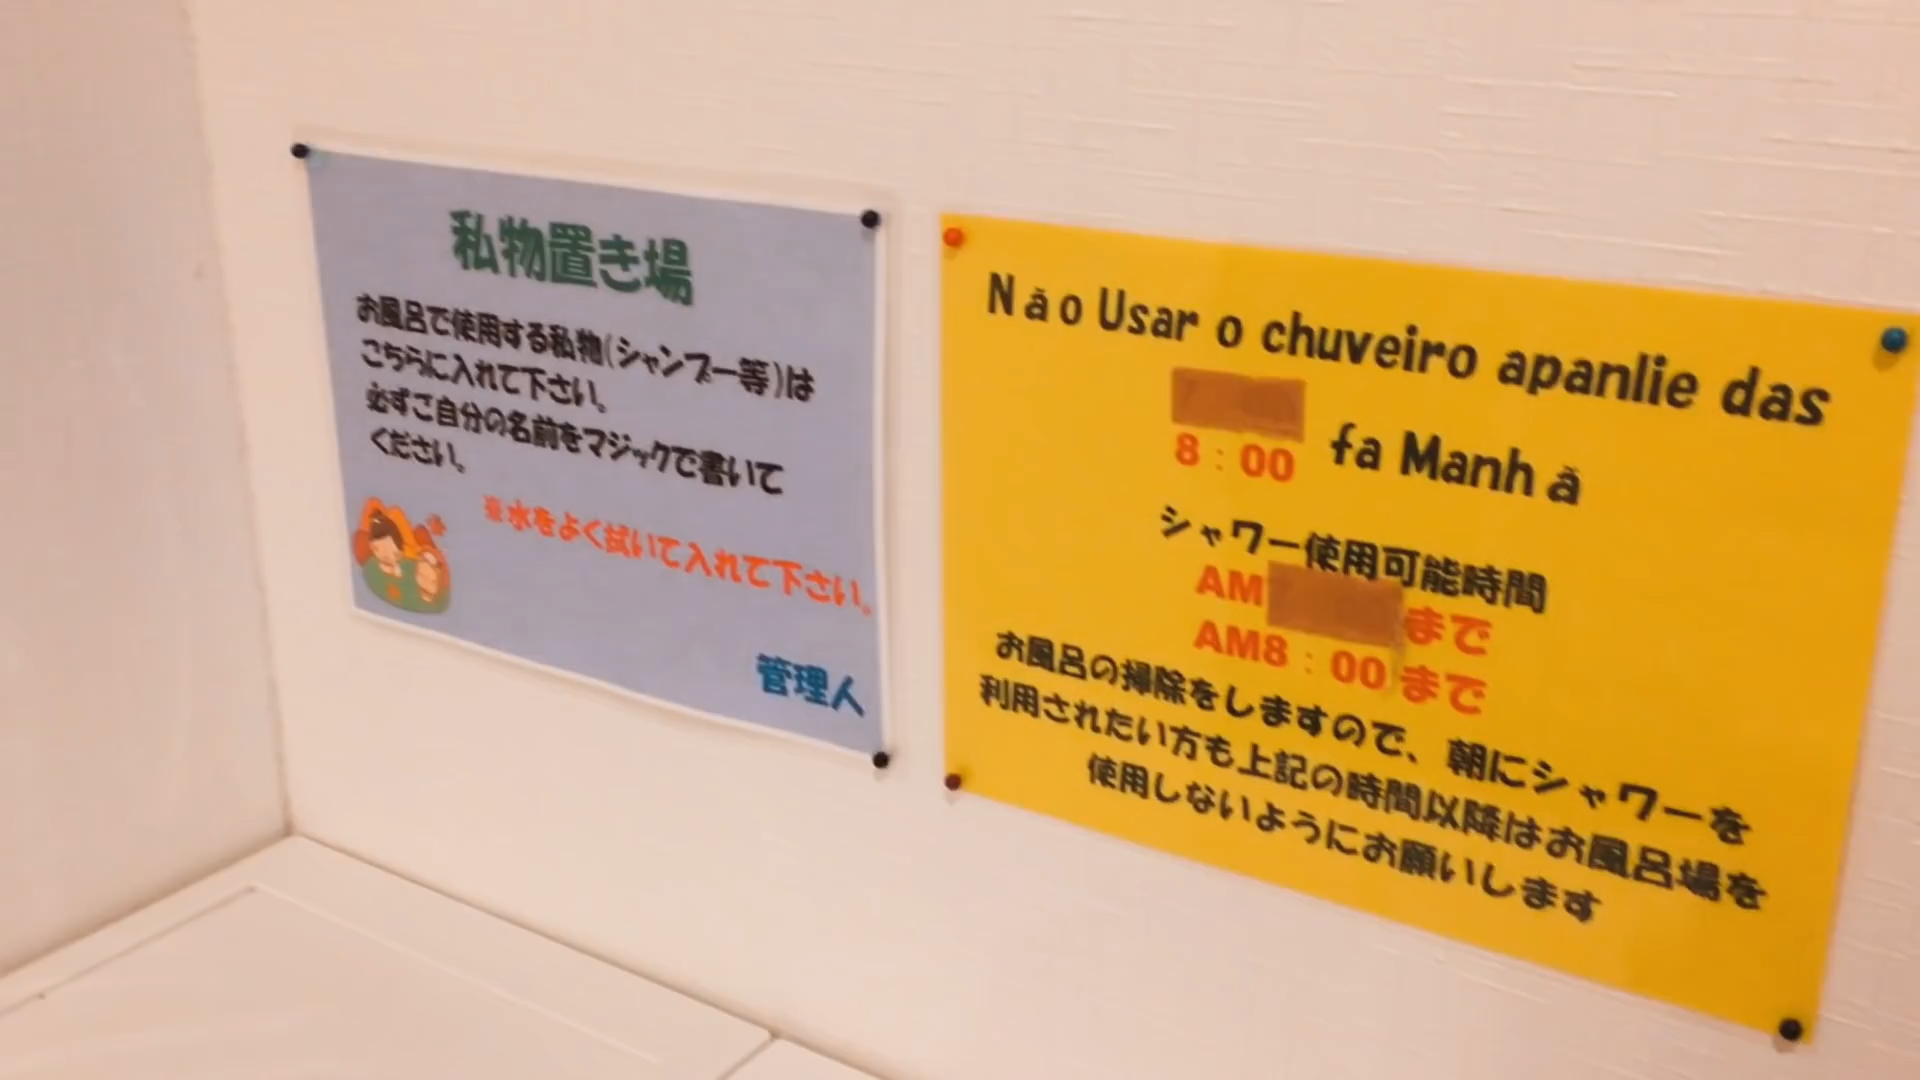 私物置き場
お風呂で使用する私物(シャンプー等)は
こちらに入れて下さい。
必ずご自分の名前をマジックで書いて
ください。
※水をよく拭いて入れて下さい。
管理人
Não Usar o chuveiro apanlie das
8:00 fa Manhã
シャワー使用可能時間
AM まで
AM8:00まで
お風呂の掃除をしますので、朝にシャワーを
利用されたい方も上記の時間以降はお風呂場を
使用しないようにお願いします